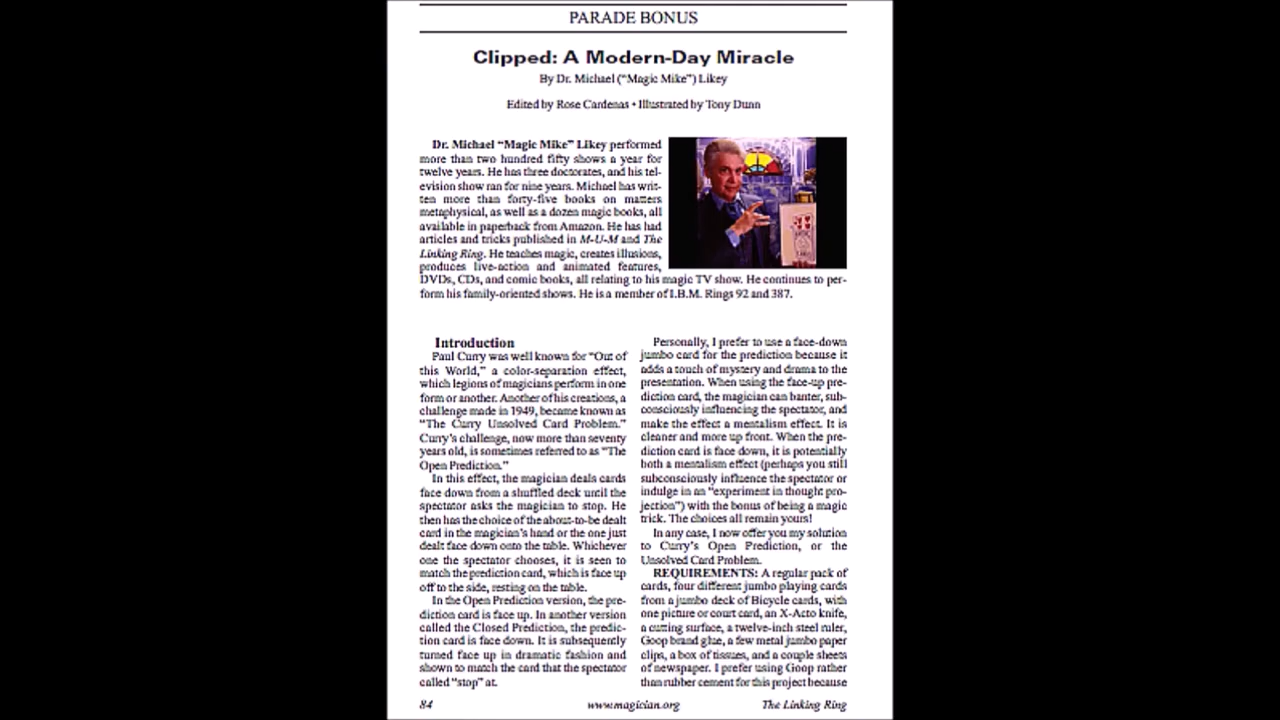 PARADE BONUS
Clipped: A Modern-Day Miracle
By Dr. Michael (“Magic Mike”) Likey
Edited by Rose Cardenas • Illustrated by Tony Dunn
Dr. Michael “Magic Mike” Likey performed
more than two hundred fifty shows a year for
twelve years. He has three doctorates, and his tel-
evision show ran for nine years. Michael has writ-
ten more than forty-five books on matters
metaphysical, as well as a dozen magic books, all
available in paperback from Amazon. He has had
articles and tricks published in M-U-M and The
Linking Ring. He teaches magic, creates illusions,
produces live-action and animated features,
DVDs, CDs, and comic books, all relating to his magic TV show. He continues to per-
form his family-oriented shows. He is a member of I.B.M. Rings 92 and 387.
Introduction
Paul Curry was well known for “Out of
this World,” a color-separation effect,
which legions of magicians perform in one
form or another. Another of his creations, a
challenge made in 1949, became known as
“The Curry Unsolved Card Problem.”
Curry’s challenge, now more than seventy
years old, is sometimes referred to as “The
Open Prediction.”
In this effect, the magician deals cards
face down from a shuffled deck until the
spectator asks the magician to stop. He
then has the choice of the about-to-be dealt
card in the magician’s hand or the one just
dealt face down onto the table. Whichever
one the spectator chooses, it is seen to
match the prediction card, which is face up
off to the side, resting on the table.
In the Open Prediction version, the pre-
diction card is face up. In another version
called the Closed Prediction, the predic-
tion card is face down. It is subsequently
turned face up in dramatic fashion and
shown to match the card that the spectator
called “stop” at.
Personally, I prefer to use a face-down
jumbo card for the prediction because it
adds a touch of mystery and drama to the
presentation. When using the face-up pre-
diction card, the magician can banter, sub-
consciously influencing the spectator, and
make the effect a mentalism effect. It is
cleaner and more up front. When the pre-
diction card is face down, it is potentially
both a mentalism effect (perhaps you still
subconsciously influence the spectator or
indulge in an “experiment in thought pro-
jection”) with the bonus of being a magic
trick. The choices all remain yours!
In any case, I now offer you my solution
to Curry’s Open Prediction, or the
Unsolved Card Problem.
REQUIREMENTS: A regular pack of
cards, four different jumbo playing cards
from a jumbo deck of Bicycle cards, with
one picture or court card, an X-Acto knife,
a cutting surface, a twelve-inch steel ruler,
Goop brand glue, a few metal jumbo paper
clips, a box of tissues, and a couple sheets
of newspaper. I prefer using Goop rather
than rubber cement for this project because
84 www.magician.org The Linking Ring